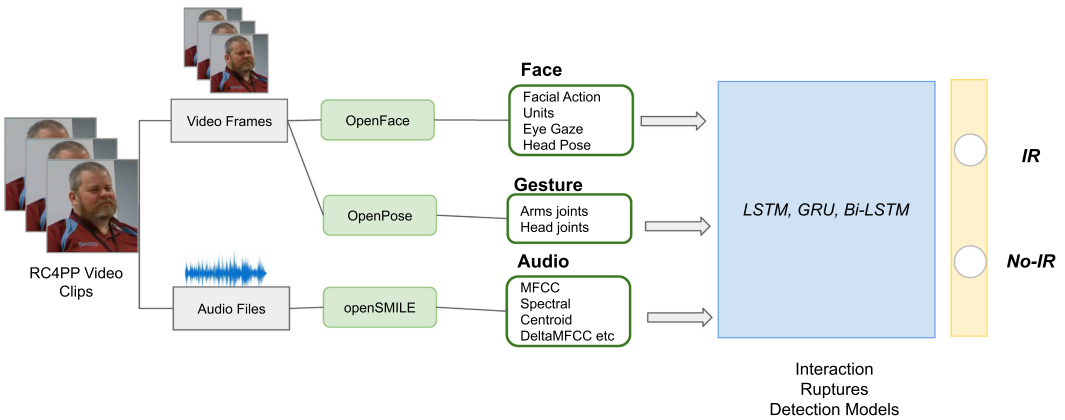 Video Frames
OpenFace
Face
Facial Action
Units
Eye Gaze
Head Pose
OpenPose
Gesture
Arms joints
Head joints
RC4PP Video
Clips
Audio Files
openSMILE
Audio
MFCC
Spectral
Centroid
DeltaMFCC etc
LSTM, GRU, Bi-LSTM
IR
No-IR
Interaction
Ruptures
Detection Models